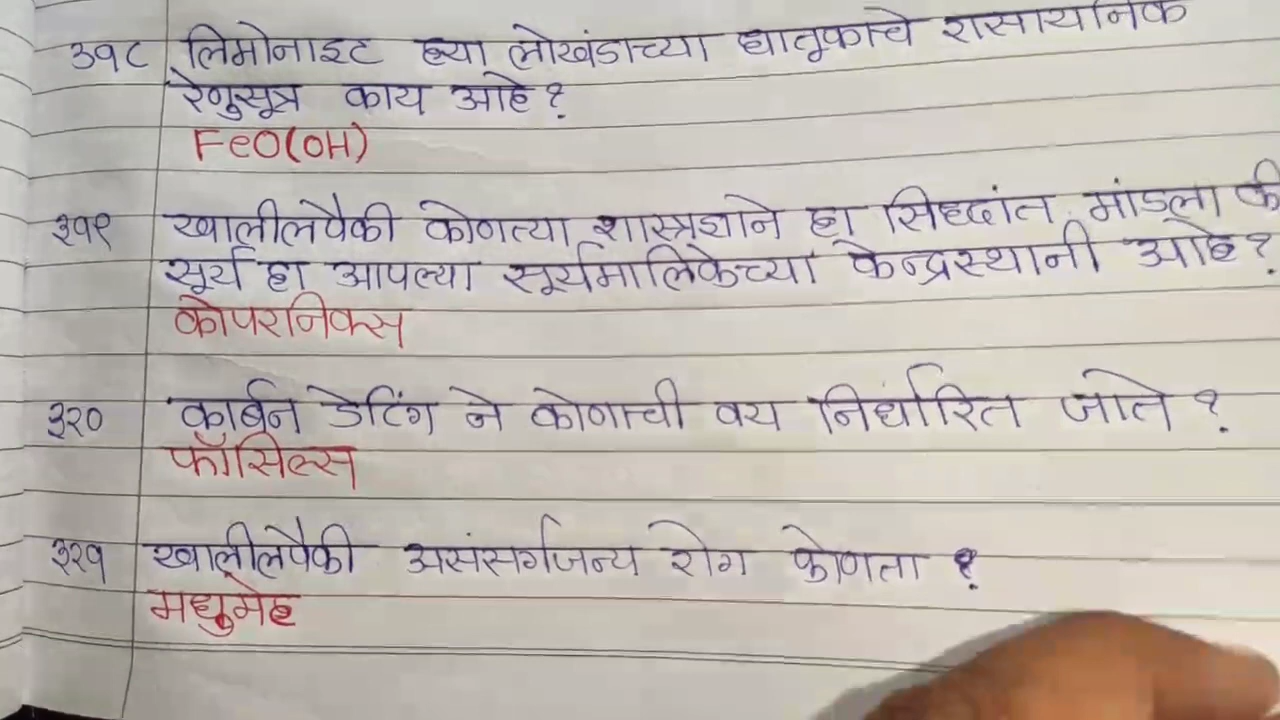 ३१८ लिमोनाइट ह्या लोखंडाच्या धातूकाचे रासायनिक
रेणुसूत्र काय आहे?
FeO(OH)
३१९ खालीलपैकी कोणत्या शास्त्रज्ञाने हा सिद्धांत मांडला की
सूर्य हा आपल्या सूर्यमालिकेच्या केन्द्रस्थानी आहे?
कोपरनिक्स
३२० कार्बन डेटिंग ने कोणाची वय निर्धारित जाते?
फॉसिल्स
३२१ खालीलपैकी असंसर्गजन्य रोग कोणता?
मधुमेह